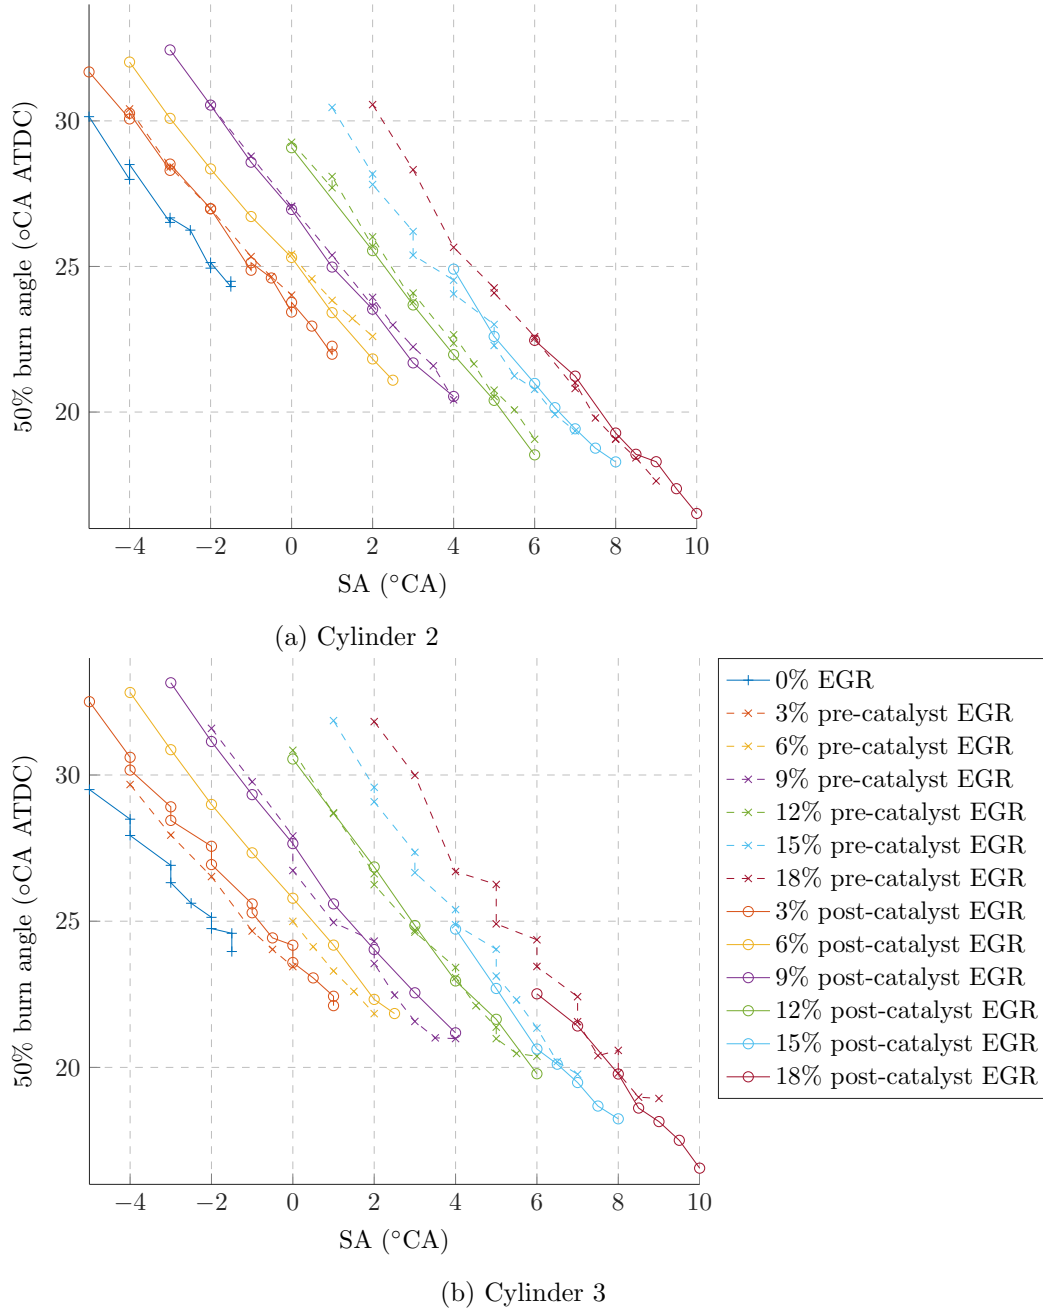 30
25
20
50% burn angle (oCA ATDC)
−4 −2 0 2 4 6 8 10
SA (°CA)
(a) Cylinder 2
30
25
20
50% burn angle (oCA ATDC)
−4 −2 0 2 4 6 8 10
SA (°CA)
0% EGR
3% pre-catalyst EGR
6% pre-catalyst EGR
9% pre-catalyst EGR
12% pre-catalyst EGR
15% pre-catalyst EGR
18% pre-catalyst EGR
3% post-catalyst EGR
6% post-catalyst EGR
9% post-catalyst EGR
12% post-catalyst EGR
15% post-catalyst EGR
18% post-catalyst EGR
(b) Cylinder 3